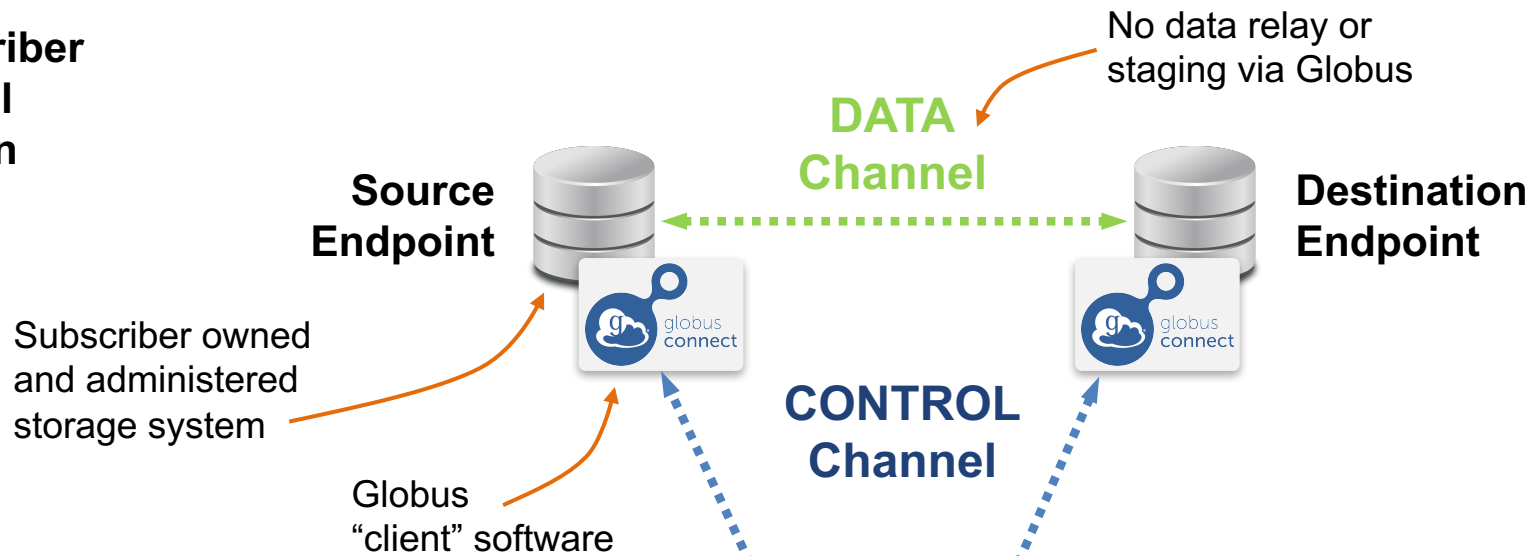 No data relay or
staging via Globus
DATA
Channel
Source
Endpoint
Destination
Endpoint
globus
connect
globus
connect
Subscriber owned
and administered
storage system
CONTROL
Channel
Globus
“client” software